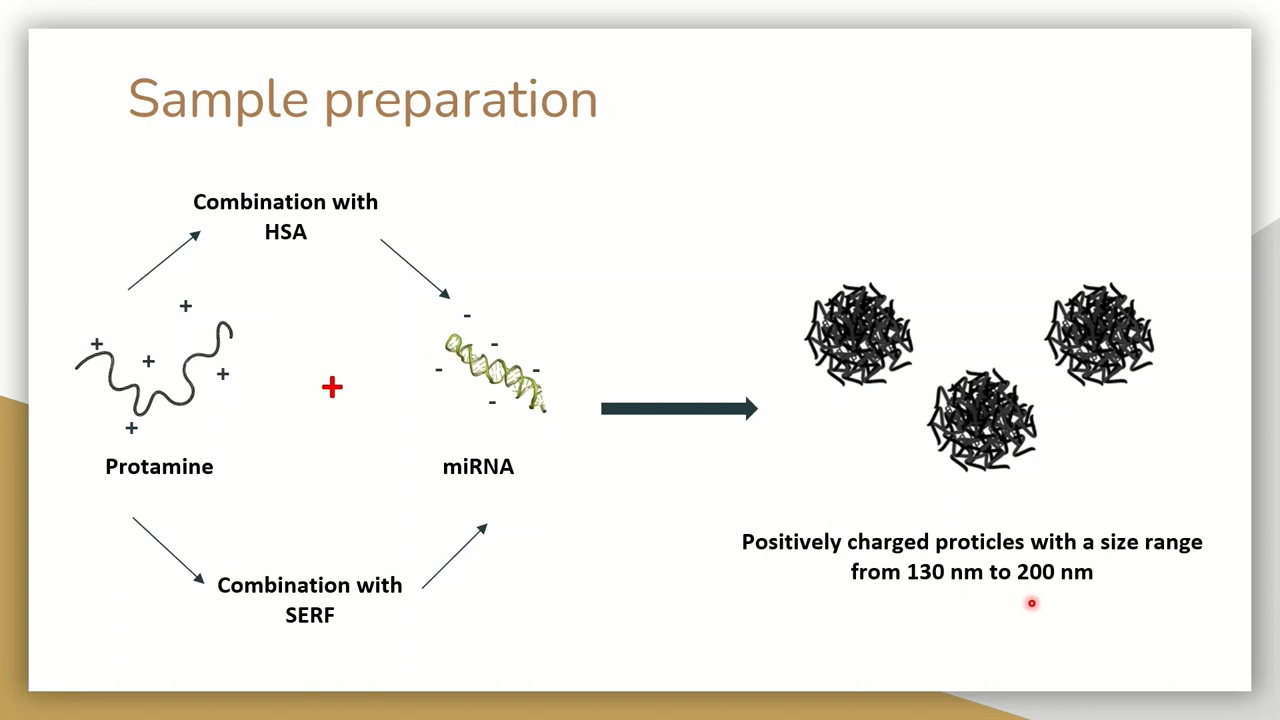 Sample preparation
Combination with
HSA
+
+
+
+
+
Protamine
+
-
-
-
-
-
miRNA
Combination with
SERF
Positively charged proticles with a size range
from 130 nm to 200 nm